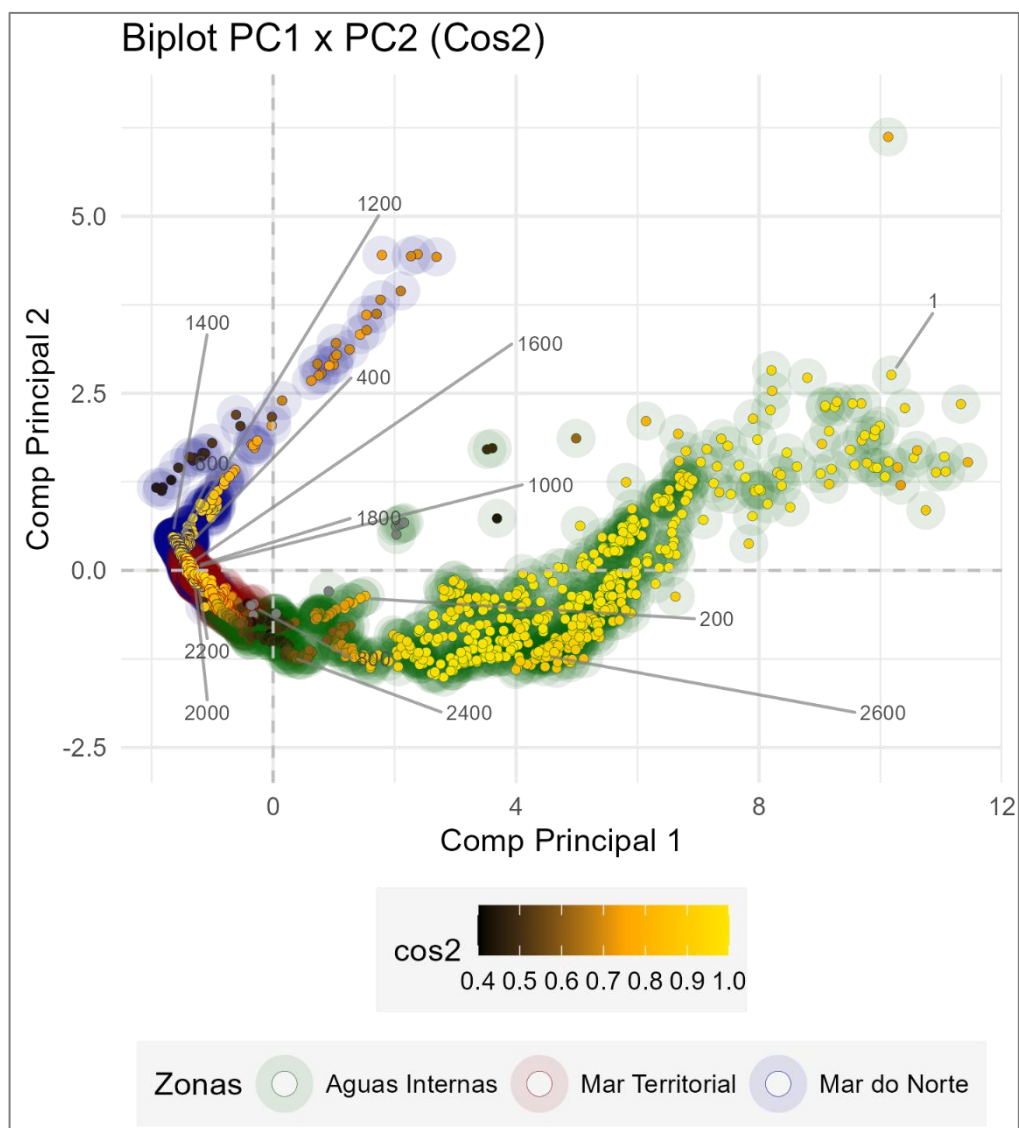 Biplot PC1 x PC2 (Cos2)
1200
5.0
1
1400
1600
400
2.5
600
1000
1800
0.0
200
800
2200
2000
2400
2600
-2.5
0 4 8 12
Comp Principal 2
Comp Principal 1
cos2
0.4 0.5 0.6 0.7 0.8 0.9 1.0
Zonas Aguas Internas Mar Territorial Mar do Norte